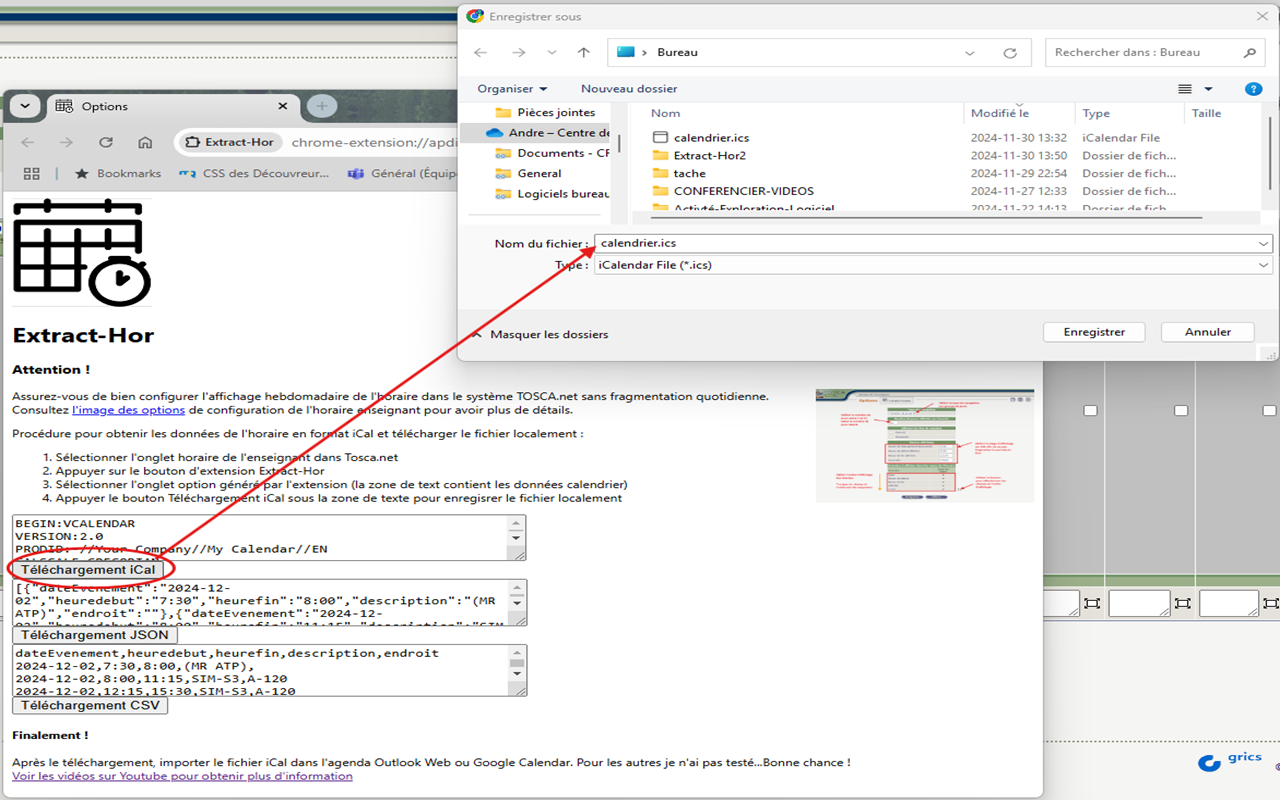 Enregistrer sous
Bureau
Rechercher dans : Bureau
Organiser
Nouveau dossier
?
Pièces jointes
Andre – Centre de
Documents - CF
General
Logiciels bureau
Nom
Modifié le
Type
Taille
calendrier.ics
2024-11-30 13:32
iCalendar File
Extract-Hor2
2024-11-30 13:50
Dossier de fich...
tache
2024-11-29 22:54
Dossier de fich...
CONFERENCIER-VIDEOS
2024-11-27 12:33
Dossier de fich...
Activté-Exploration-Logiciel
2024-11-22 14:13
Dossier de fich...
Nom du fichier :
calendrier.ics
Type :
iCalendar File (*.ics)
Masquer les dossiers
Enregistrer
Annuler
Options
Extract-Hor
chrome-extension://apdi
Bookmarks
CSS des Découvreur...
Général (Équip
Extract-Hor
Attention !
Assurez-vous de bien configurer l'affichage hebdomadaire de l'horaire dans le système TOSCA.net sans fragmentation quotidienne.
Consultez l'image des options de configuration de l'horaire enseignant pour avoir plus de détails.
Procédure pour obtenir les données de l'horaire en format iCal et télécharger le fichier localement :
1. Sélectionner l'onglet horaire de l'enseignant dans Tosca.net
2. Appuyer sur le bouton d'extension Extract-Hor
3. Sélectionner l'onglet option généré par l'extension (la zone de text contient les données calendrier)
4. Appuyer le bouton Téléchargement iCal sous la zone de texte pour enregisrer le fichier localement
BEGIN:VCALENDAR
VERSION:2.0
PRODID:-//Your Company//My Calendar//EN
CALSCALE:GREGORIAN
Téléchargement iCal
[{"dateEvenement":"2024-12-
02","heuredebut":"7:30","heurefin":"8:00","description":"(MR
ATP)","endroit":""},{"dateEvenement":"2024-12-
02","heuredebut":"8:00","heurefin":"11:15","description":"SIM
Téléchargement JSON
dateEvenement,heuredebut,heurefin,description,endroit
2024-12-02,7:30,8:00,(MR ATP),
2024-12-02,8:00,11:15,SIM-S3,A-120
2024-12-02,12:15,15:30,SIM-S3,A-120
Téléchargement CSV
Finalement !
Après le téléchargement, importer le fichier iCal dans l'agenda Outlook Web ou Google Calendar. Pour les autres je n'ai pas testé...Bonne chance !
Voir les vidéos sur Youtube pour obtenir plus d'information
Options
grics